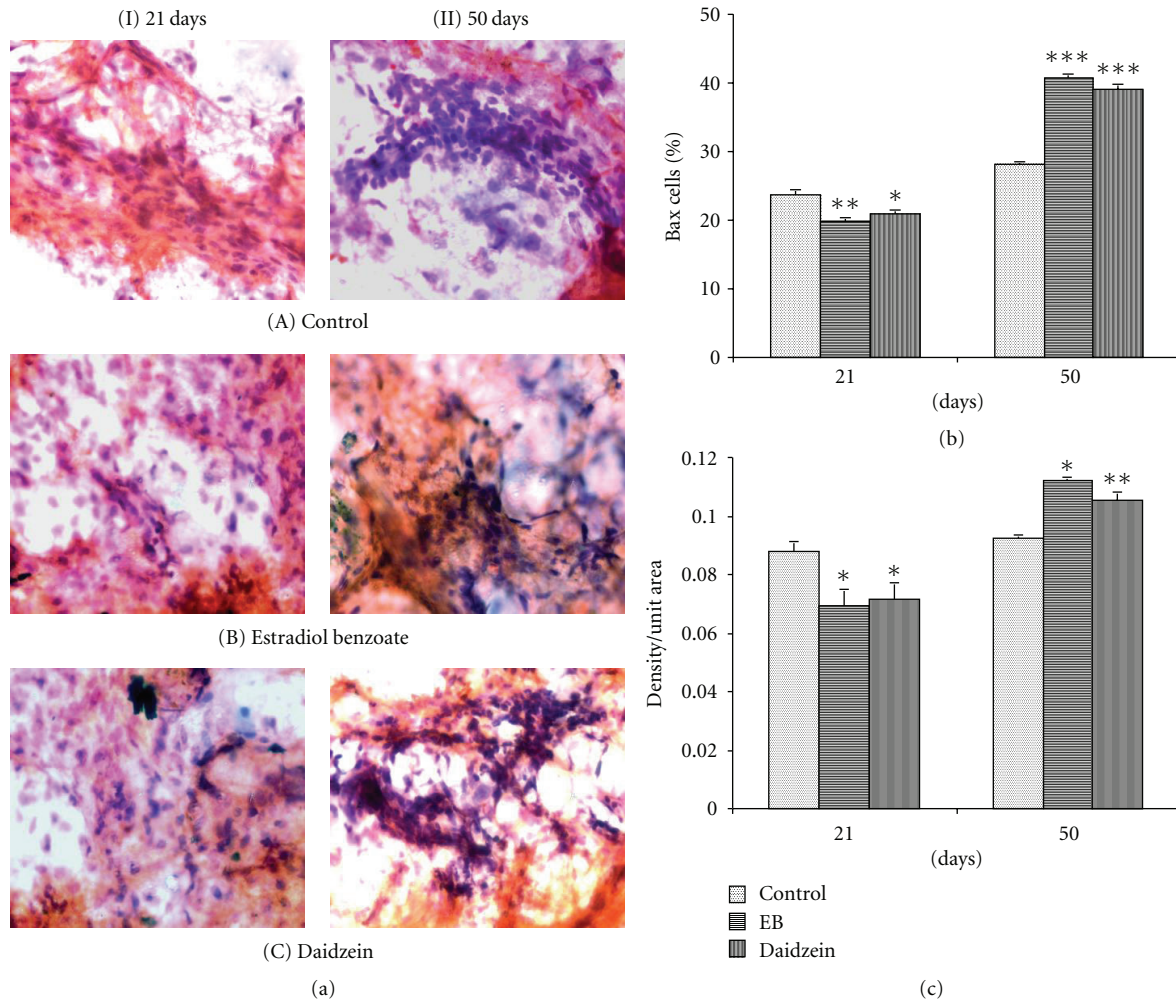 (I) 21 days
(II) 50 days
(A) Control
(B) Estradiol benzoate
(C) Daidzein
(a)
50
40
30
20
10
0
Bax cells (%)
**
*
***
***
21
50
(days)
(b)
0.12
0.1
0.08
0.06
0.04
0.02
0
Density/unit area
*
*
*
**
21
50
(days)
Control
EB
Daidzein
(c)